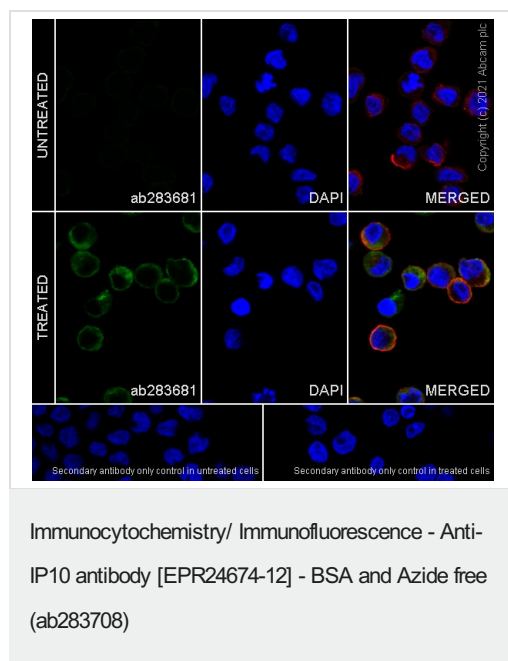 UNTREATED
ab283681
DAPI
MERGED
Copyright (c) 2021 Abcam plc
TREATED
ab283681
DAPI
MERGED
Secondary antibody only control in untreated cells
Secondary antibody only control in treated cells
Immunocytochemistry/ Immunofluorescence - Anti-
IP10 antibody [EPR24674-12] - BSA and Azide free
(ab283708)